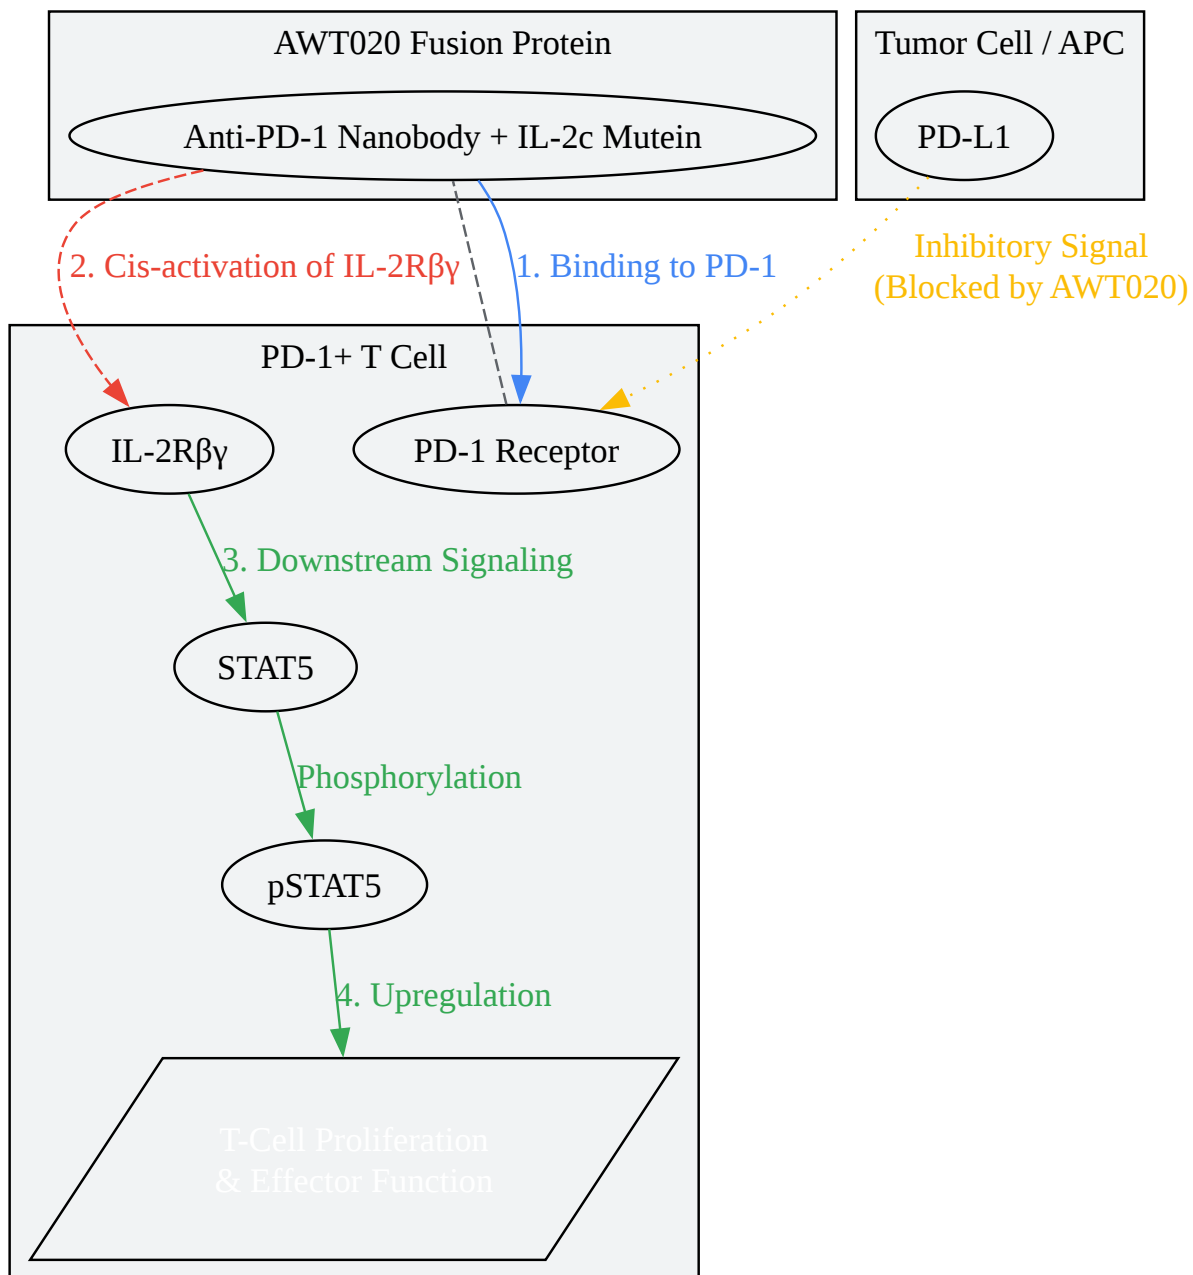 AWT020 Fusion Protein
Tumor Cell / APC
Anti-PD-1 Nanobody + IL-2c Mutein
PD-L1
2. Cis-activation of IL-2Rβγ
1. Binding to PD-1
Inhibitory Signal
(Blocked by AWT020)
PD-1+ T Cell
IL-2Rβγ
PD-1 Receptor
3. Downstream Signaling
STAT5
Phosphorylation
pSTAT5
4. Upregulation
T-Cell Proliferation
& Effector Function